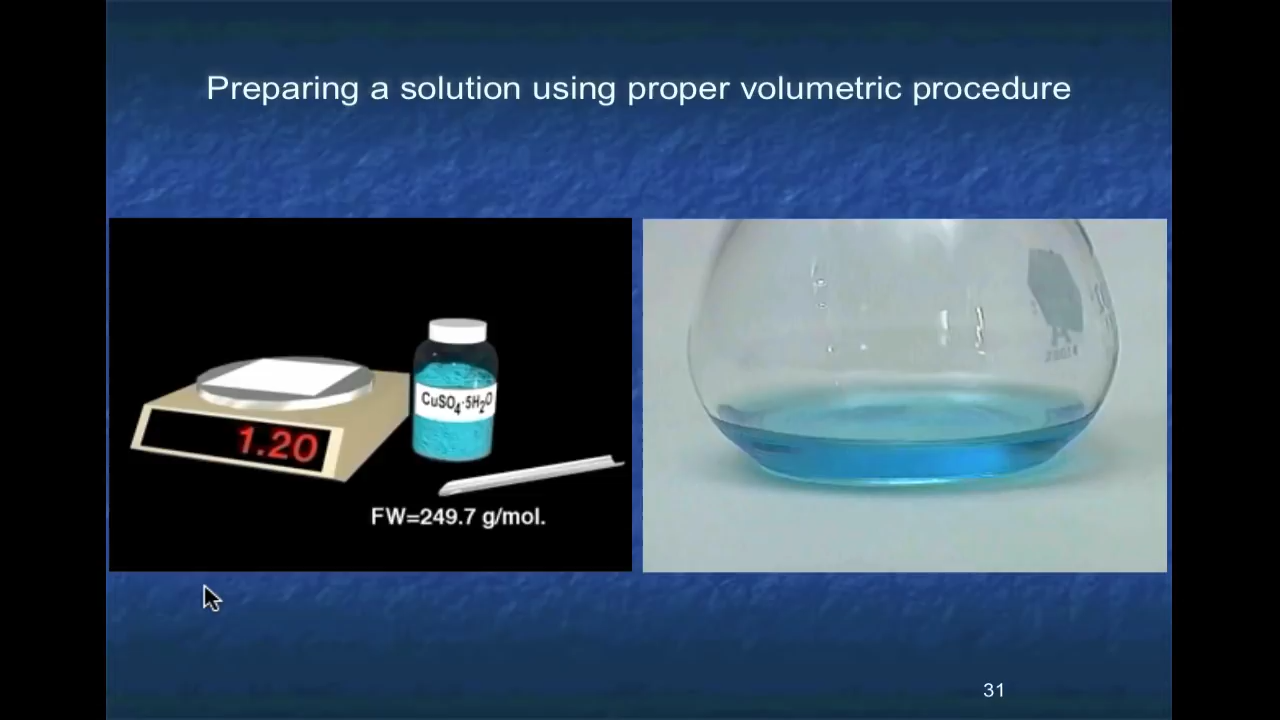 Preparing a solution using proper volumetric procedure
1.20
CuSO₄·5H₂O
FW=249.7 g/mol.
31